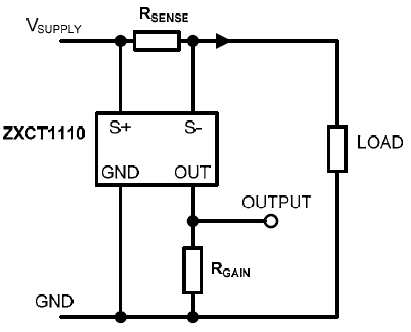 RSENSE
VSUPPLY
S+ S-
ZXCT1110
GND OUT
LOAD
OUTPUT
RGAIN
GND